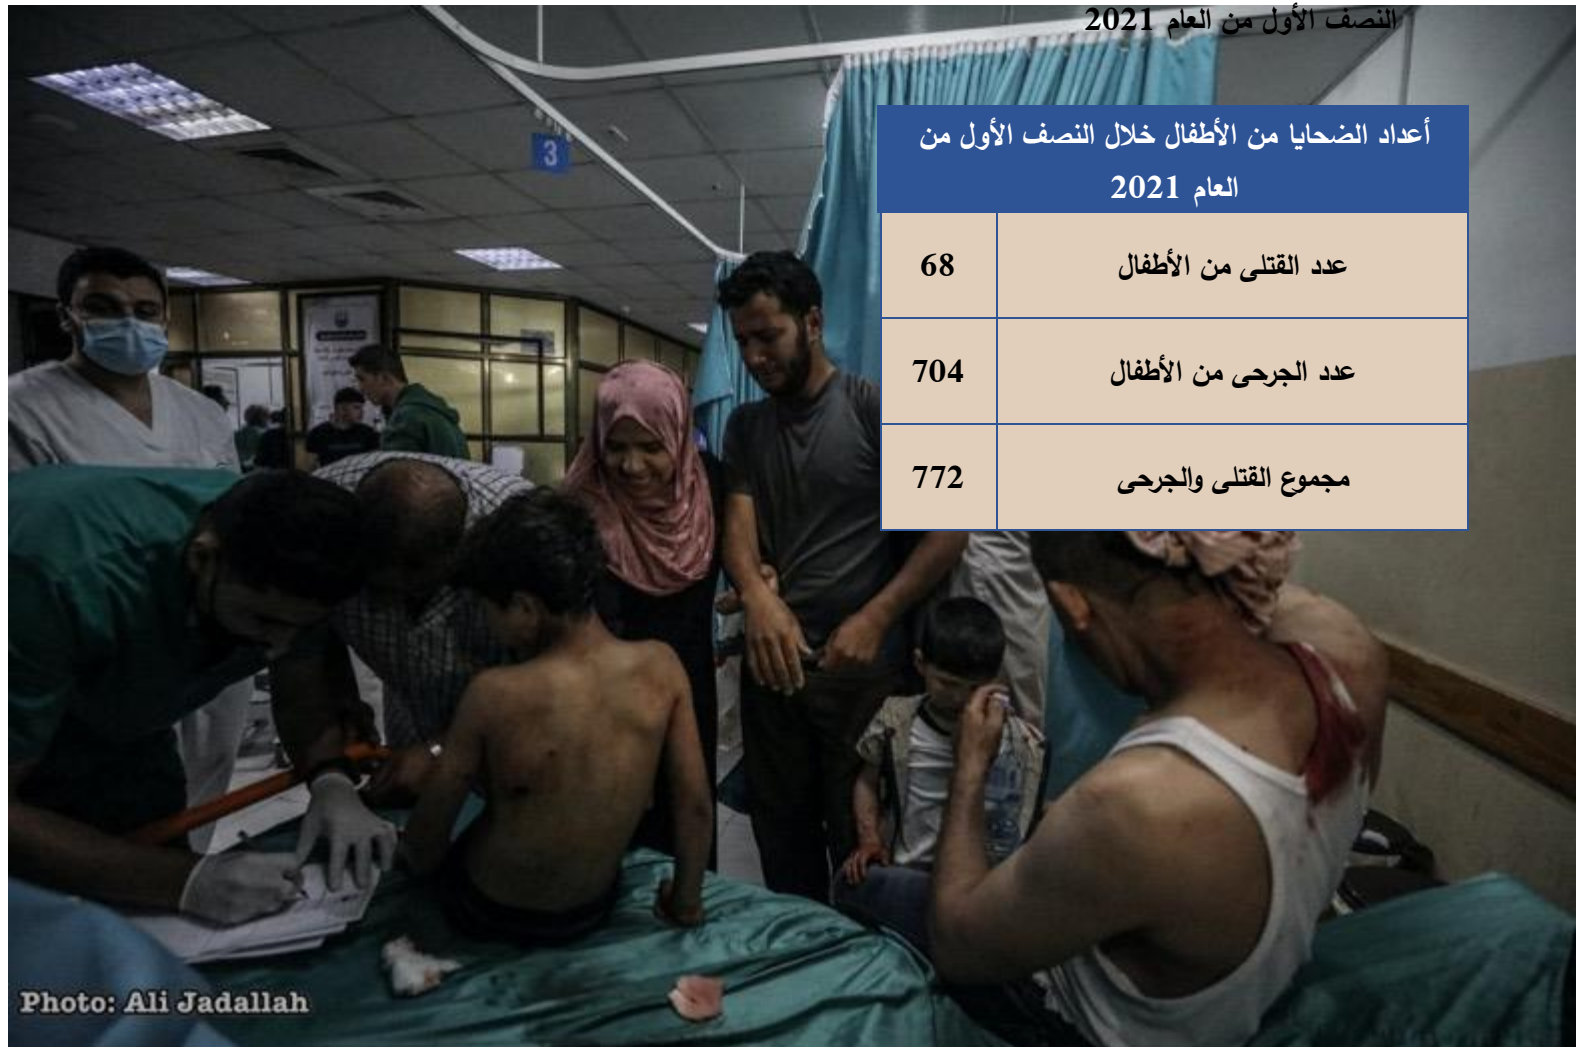 النصف الأول من العام 2021
أعداد الضحايا من الأطفال خلال النصف الأول من
العام 2021
عدد القتلى من الأطفال 68
عدد الجرحى من الأطفال 704
مجموع القتلى والجرحى 772
3
Photo: Ali Jadallah